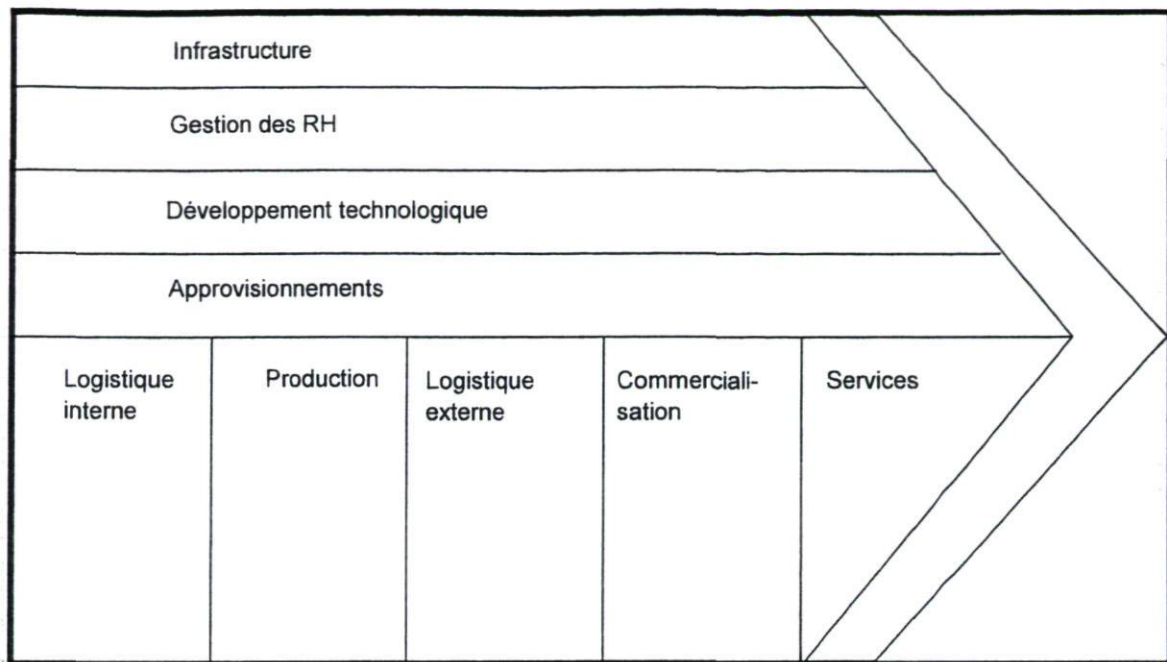 Infrastructure
Gestion des RH
Développement technologique
Approvisionnements
Logistique
interne
Production
Logistique
externe
Commerciali-
sation
Services